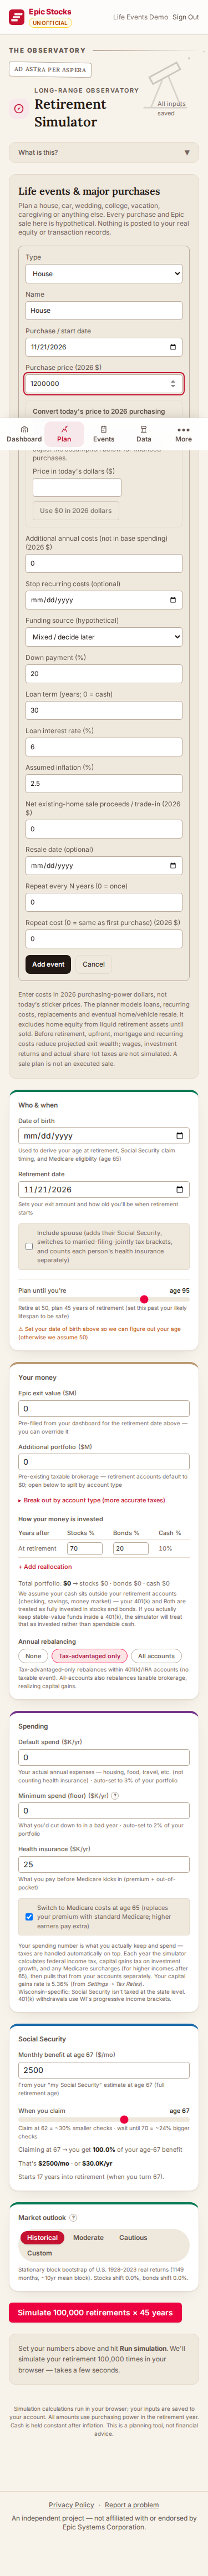 Epic Stocks
UNOFFICIAL
Life Events Demo
Sign Out
THE OBSERVATORY
AD ASTRA PER ASPERA
LONG-RANGE OBSERVATORY
Retirement
Simulator
All inputs
saved
What is this?
Life events & major purchases
Plan a house, car, wedding, college, vacation,
caregiving or anything else. Every purchase and Epic
sale here is hypothetical. Nothing is posted to your real
equity or transaction records.
Type
House
Name
House
Purchase / start date
11/21/2026
Purchase price (2026 $)
1200000
Convert today's price to 2026 purchasing
Dashboard
Plan
Events
Data
More
purchases.
Price in today's dollars ($)
Use $0 in 2026 dollars
Additional annual costs (not in base spending)
(2026 $)
0
Stop recurring costs (optional)
mm/dd/yyyy
Funding source (hypothetical)
Mixed / decide later
Down payment (%)
20
Loan term (years; 0 = cash)
30
Loan interest rate (%)
6
Assumed inflation (%)
2.5
Net existing-home sale proceeds / trade-in (2026
$)
0
Resale date (optional)
mm/dd/yyyy
Repeat every N years (0 = once)
0
Repeat cost (0 = same as first purchase) (2026 $)
0
Add event
Cancel
Enter costs in 2026 purchasing-power dollars, not
today's sticker prices. The planner models loans, recurring
costs, replacements and eventual home/vehicle resale. It
excludes home equity from liquid retirement assets until
sold. Before retirement, upfront, mortgage and recurring
costs reduce projected exit wealth; wages, investment
returns and actual share-lot taxes are not simulated. A
sale plan is not an executed sale.
Who & when
Date of birth
mm/dd/yyyy
Used to derive your age at retirement, Social Security claim
timing, and Medicare eligibility (age 65)
Retirement date
11/21/2026
Sets your exit amount and how old you'll be when retirement
starts
Include spouse (adds their Social Security,
switches to married-filing-jointly tax brackets,
and counts each person's health insurance
separately)
Plan until you're
age 95
Retire at 50, plan 45 years of retirement (set this past your likely
lifespan to be safe)
⚠ Set your date of birth above so we can figure out your age
(otherwise we assume 50).
Your money
Epic exit value ($M)
0
Pre-filled from your dashboard for the retirement date above — you
can override it
Additional portfolio ($M)
0
Pre-existing taxable brokerage — retirement accounts default to
$0; open below to split by account type
▸ Break out by account type (more accurate taxes)
How your money is invested
Years after
Stocks %
Bonds %
Cash %
At retirement
70
20
10%
+ Add reallocation
Total portfolio: $0 → stocks $0 · bonds $0 · cash $0
We assume your cash sits outside your retirement accounts
(checking, savings, money market) — your 401(k) and Roth are
treated as fully invested in stocks and bonds. If you actually
keep stable-value funds inside a 401(k), the simulator will treat
that as invested rather than spendable cash.
Annual rebalancing
None
Tax-advantaged only
All accounts
Tax-advantaged-only rebalances within 401(k)/IRA accounts (no
taxable event). All-accounts also rebalances taxable brokerage,
realizing capital gains.
Spending
Default spend ($K/yr)
0
Your actual annual expenses — housing, food, travel, etc. (not
counting health insurance) · auto-set to 3% of your portfolio
Minimum spend (floor) ($K/yr) ?
0
What you'd cut down to in a bad year · auto-set to 2% of your
portfolio
Health insurance ($K/yr)
25
What you pay before Medicare kicks in (premium + out-of-
pocket)
Switch to Medicare costs at age 65 (replaces
your premium with standard Medicare; higher
earners pay extra)
Your spending number is what you actually keep and spend —
taxes are handled automatically on top. Each year the simulator
calculates federal income tax, capital gains tax on investment
growth, and your Medicare surcharges (for higher incomes after
65), then pulls that from your accounts separately. Your capital
gains rate is 5.36% (from Settings → Tax Rates).
Wisconsin-specific: Social Security isn't taxed at the state level.
401(k) withdrawals use WI's progressive income brackets.
Social Security
Monthly benefit at age 67 ($/mo)
2500
From your "my Social Security" estimate at age 67 (full
retirement age)
When you claim
age 67
Claim at 62 = ~30% smaller checks · wait until 70 = ~24% bigger
checks
Claiming at 67 → you get 100.0% of your age-67 benefit
That's $2500/mo · or $30.0K/yr
Starts 17 years into retirement (when you turn 67).
Market outlook ?
Historical
Moderate
Cautious
Custom
Stationary block bootstrap of U.S. 1928–2023 real returns (1149
months, ~10yr mean block). Stocks shift 0.0%, bonds shift 0.0%.
Simulate 100,000 retirements × 45 years
Set your numbers above and hit Run simulation. We'll
simulate your retirement 100,000 times in your
browser — takes a few seconds.
Simulation calculations run in your browser; your inputs are saved to
your account. All amounts use purchasing power in the retirement year.
Cash is held constant after inflation. This is a planning tool, not financial
advice.
Privacy Policy · Report a problem
An independent project — not affiliated with or endorsed by
Epic Systems Corporation.